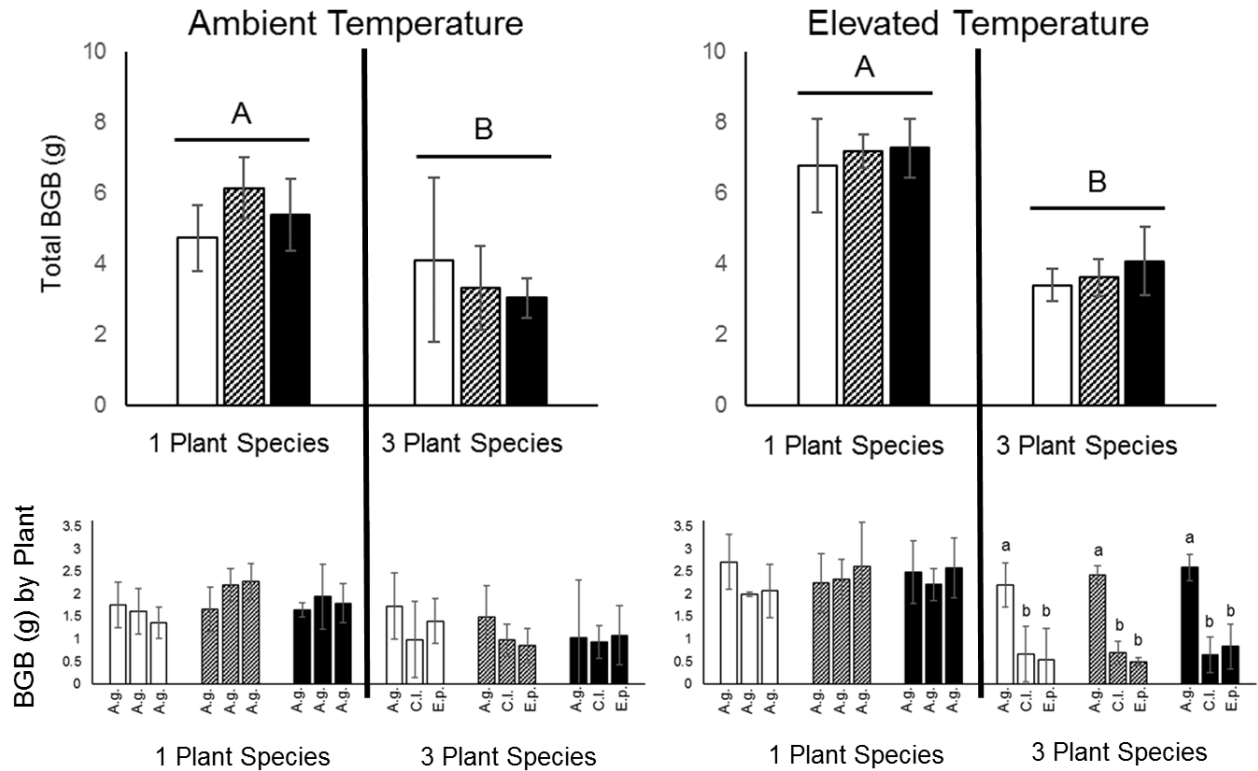 Ambient Temperature
Elevated Temperature
Total BGB (g)
10
8
6
4
2
0
A
B
1 Plant Species
3 Plant Species
10
8
6
4
2
0
A
B
1 Plant Species
3 Plant Species
BGB (g) by Plant
3.5
3
2.5
2
1.5
1
0.5
0
A.g. A.g. A.g. A.g. A.g. A.g. A.g. A.g. A.g.
A.g. C.l. E.p. A.g. C.l. E.p. A.g. C.l. E.p.
1 Plant Species
3 Plant Species
3.5
3
2.5
2
1.5
1
0.5
0
a b b a b b a b b
A.g. A.g. A.g. A.g. A.g. A.g. A.g. A.g. A.g.
A.g. C.l. E.p. A.g. C.l. E.p. A.g. C.l. E.p.
1 Plant Species
3 Plant Species